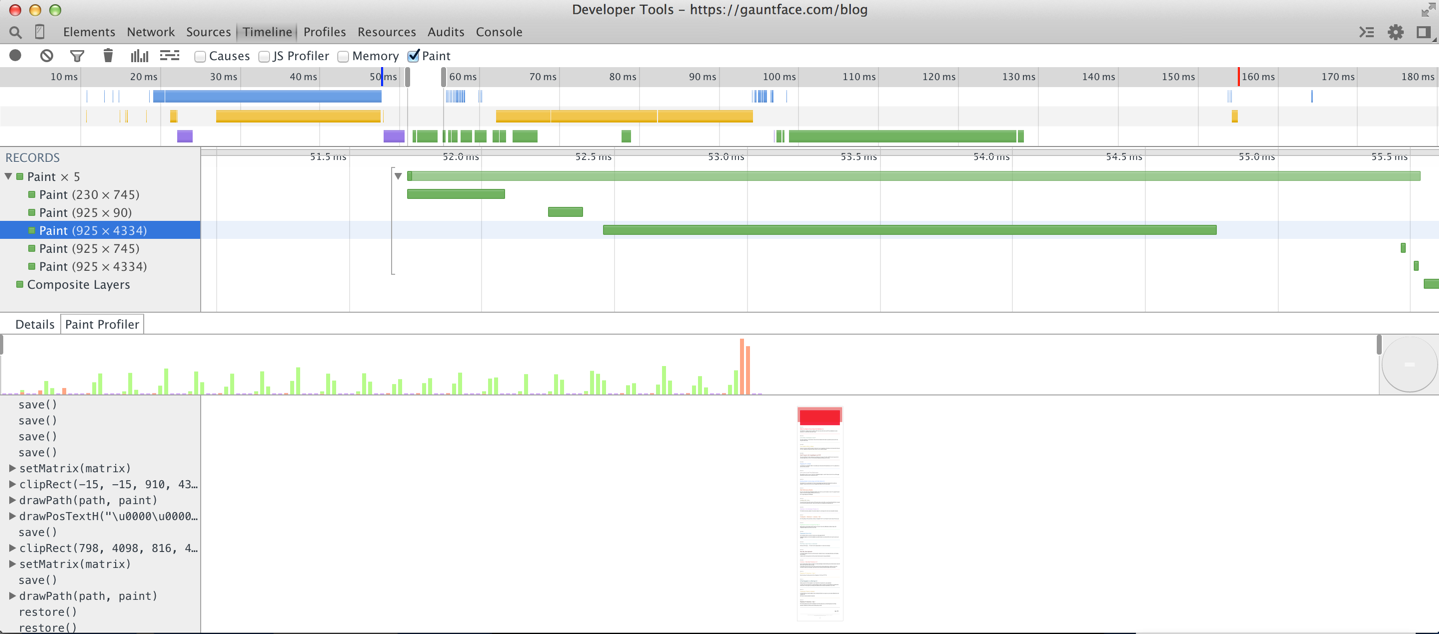 Developer Tools - https://gauntface.com/blog
Elements Network Sources Timeline Profiles Resources Audits Console
Causes JS Profiler Memory Paint
10 ms 20 ms 30 ms 40 ms 50 ms 60 ms 70 ms 80 ms 90 ms 100 ms 110 ms 120 ms 130 ms 140 ms 150 ms 160 ms 170 ms 180 ms
RECORDS 51.5 ms 52.0 ms 52.5 ms 53.0 ms 53.5 ms 54.0 ms 54.5 ms 55.0 ms 55.5 ms
Paint × 5
Paint (230 × 745)
Paint (925 × 90)
Paint (925 × 4334)
Paint (925 × 745)
Paint (925 × 4334)
Composite Layers
Details Paint Profiler
save()
save()
save()
save()
setMatrix(matrix)
clipRect(-15, -15, 910, 43…
drawPath(path, paint)
drawPosTextH("\u0000\u0000…
save()
clipRect(798, 4098, 816, 4…
setMatrix(matrix)
save()
drawPath(path, paint)
restore()
restore()